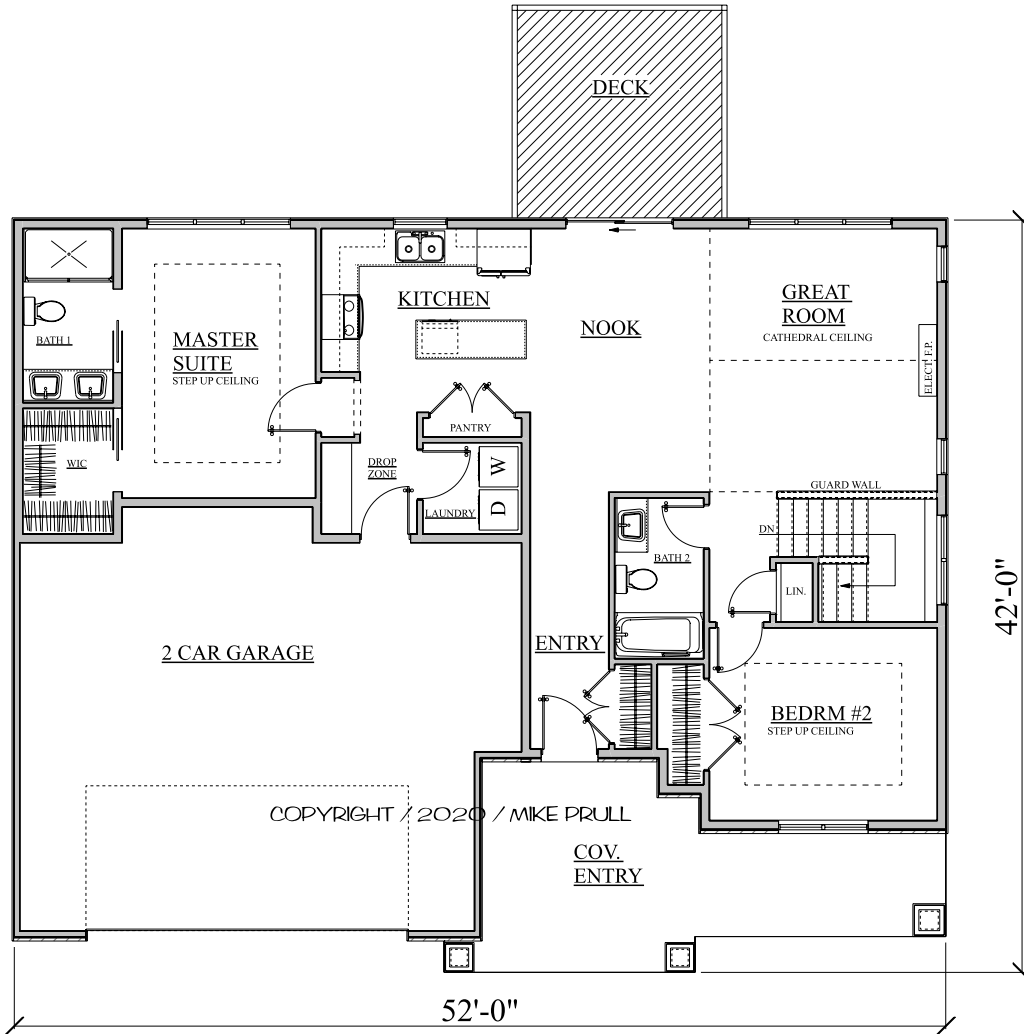 DECK
GREAT
ROOM
CATHEDRAL CEILING
KITCHEN
NOOK
MASTER
SUITE
STEP UP CEILING
BATH 1
ELECT. F.P.
PANTRY
WIC
DROP
ZONE
W
D
LAUNDRY
GUARD WALL
DN
BATH 2
LIN.
42'-0"
ENTRY
2 CAR GARAGE
BEDRM #2
STEP UP CEILING
COPYRIGHT / 2020 / MIKE PRULL
COV.
ENTRY
52'-0"